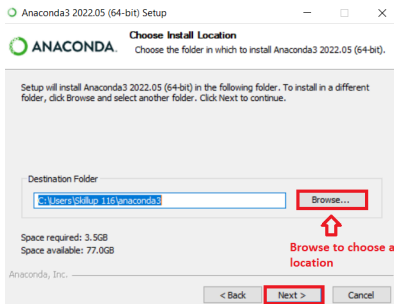 Anaconda3 2022.05 (64-bit) Setup
ANACONDA.
Choose Install Location
Choose the folder in which to install Anaconda3 2022.05 (64-bit).
Setup will install Anaconda3 2022.05 (64-bit) in the following folder. To install in a different
folder, click Browse and select another folder. Click Next to continue.
Destination Folder
C:\Users\Skillup 116\anaconda3
Browse...
Space required: 3.5GB
Space available: 77.0GB
Browse to choose a
location
Anaconda, Inc.
< Back
Next >
Cancel